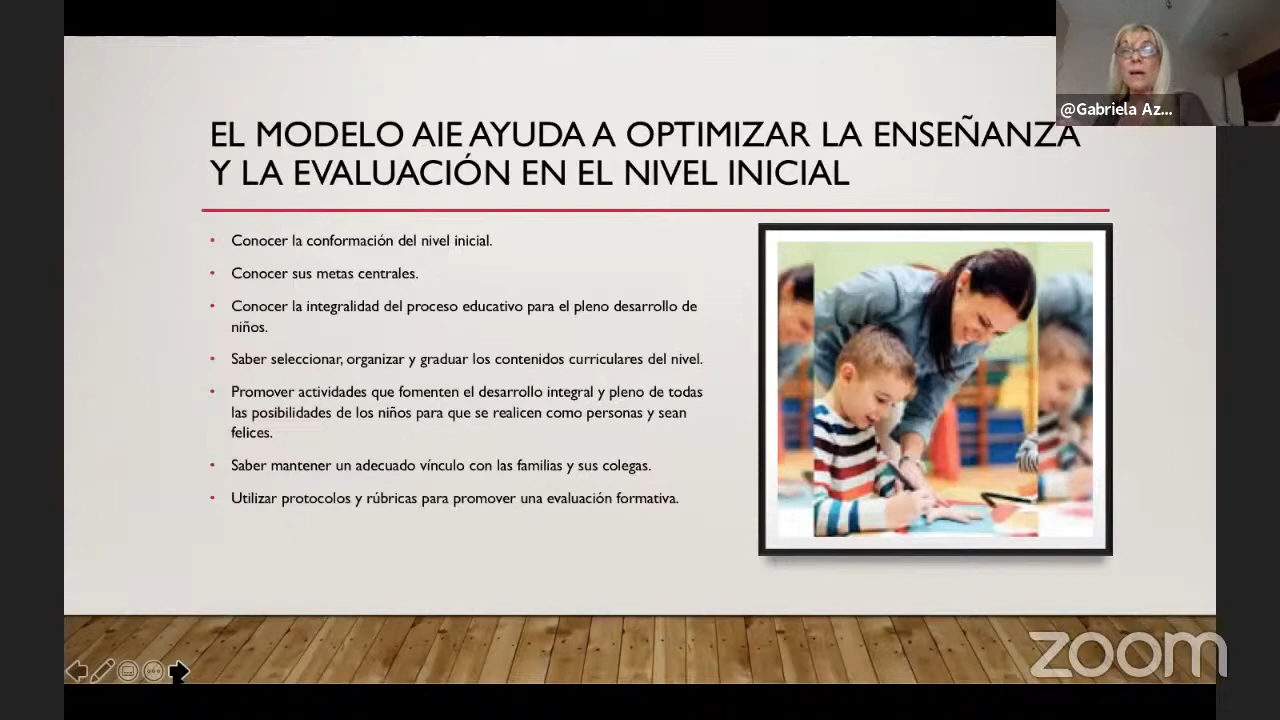 @Gabriela Az...
EL MODELO AIE AYUDA A OPTIMIZAR LA ENSEÑANZA
Y LA EVALUACIÓN EN EL NIVEL INICIAL
• Conocer la conformación del nivel inicial.
• Conocer sus metas centrales.
• Conocer la integralidad del proceso educativo para el pleno desarrollo de
niños.
• Saber seleccionar, organizar y graduar los contenidos curriculares del nivel.
• Promover actividades que fomenten el desarrollo integral y pleno de todas
las posibilidades de los niños para que se realicen como personas y sean
felices.
• Saber mantener un adecuado vínculo con las familias y sus colegas.
• Utilizar protocolos y rúbricas para promover una evaluación formativa.
zoom